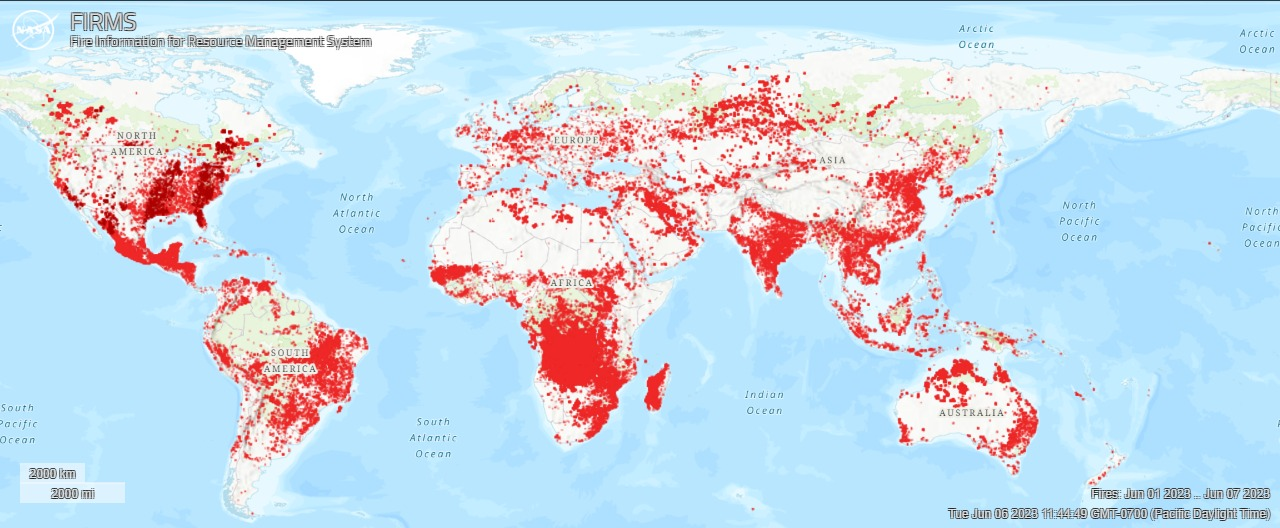 NASA
FIRMS
Fire Information for Resource Management System
Arctic
Ocean
Arctic
Ocean
NORTH
AMERICA
EUROPE
ASIA
North
Atlantic
Ocean
North
Pacific
Ocean
North
Pacific
Ocean
AFRICA
SOUTH
AMERICA
Indian
Ocean
South
Pacific
Ocean
South
Atlantic
Ocean
AUSTRALIA
2000 km
2000 mi
Fires: Jun 01 2023 .. Jun 07 2023
Tue Jun 06 2023 11:44:49 GMT-0700 (Pacific Daylight Time)